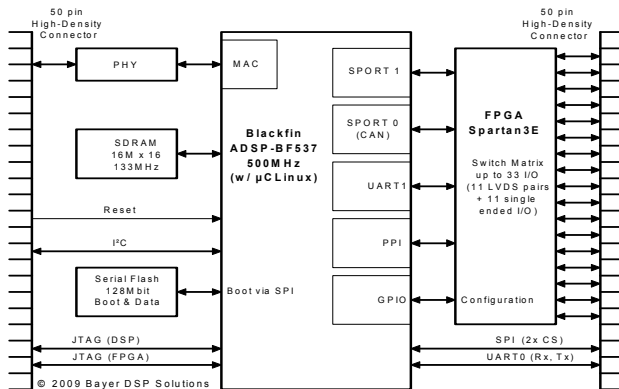 50 pin
High-Density
Connector
50 pin
High-Density
Connector
PHY
MAC
SPORT 1
SDRAM
16M x 16
133MHz
Blackfin
ADSP-BF537
500MHz
(w/ µCLinux)
SPORT 0
(CAN)
FPGA
Spartan3E
Switch Matrix
up to 33 I/O
(11 LVDS pairs
+ 11 single
ended I/O)
UART1
Reset
I²C
PPI
Serial Flash
128Mbit
Boot & Data
Boot via SPI
GPIO
Configuration
JTAG (DSP)
SPI (2x CS)
JTAG (FPGA)
UART0 (Rx, Tx)
© 2009 Bayer DSP Solutions